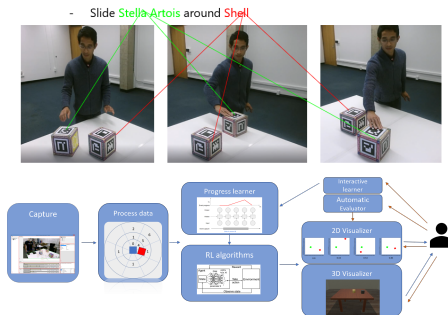 - Slide Stella Artois around Shell
Capture
Process data
Progress learner
RL algorithms
Interactive
learner
Automatic
Evaluator
2D Visualizer
3D Visualizer